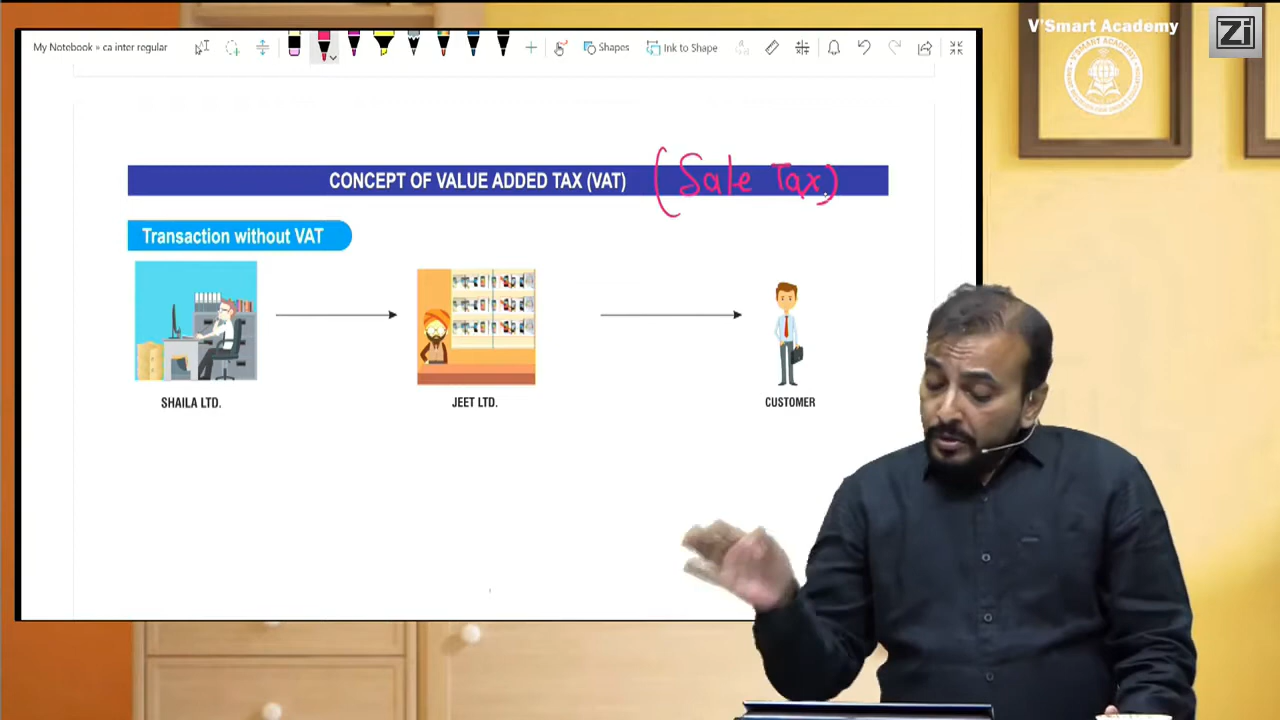 V'Smart Academy
Zi
My Notebook » ca inter regular
Shapes
Ink to Shape
CONCEPT OF VALUE ADDED TAX (VAT) (Sale Tax)
Transaction without VAT
SHAILA LTD.
JEET LTD.
CUSTOMER